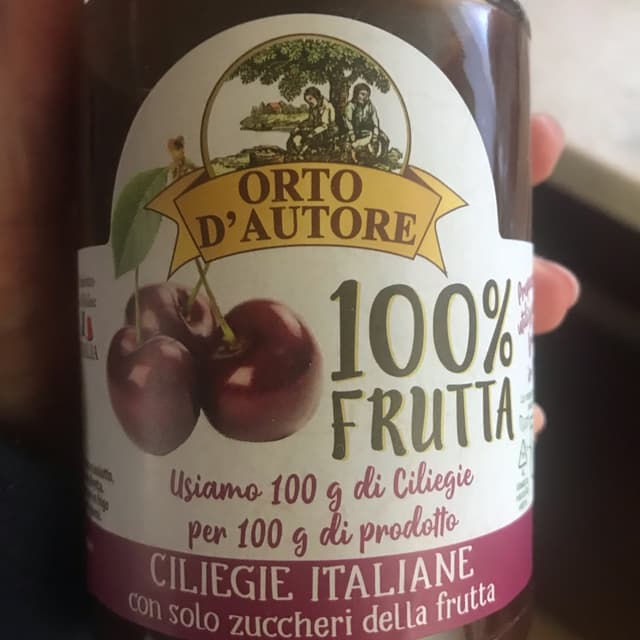 ORTO
D'AUTORE
100%
FRUTTA
Usiamo 100 g di Ciliegie
per 100 g di prodotto
CILIEGIE ITALIANE
con solo zuccheri della frutta